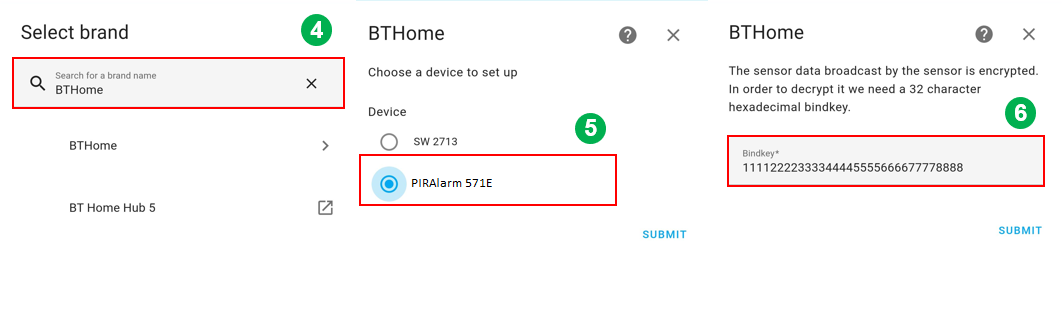 Select brand
4
Search for a brand name
BTHome
BTHome
BT Home Hub 5
BTHome
Choose a device to set up
Device
5
SW 2713
PIRAlarm 571E
SUBMIT
BTHome
The sensor data broadcast by the sensor is encrypted.
In order to decrypt it we need a 32 character
hexadecimal bindkey.
6
Bindkey*
11112222333344445555666677778888
SUBMIT